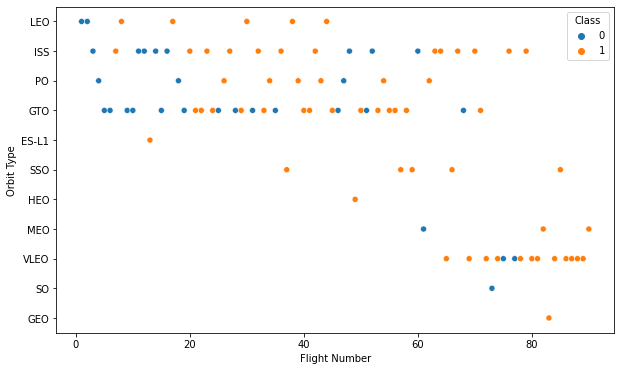 Class
0
1
LEO
ISS
PO
GTO
ES-L1
SSO
HEO
MEO
VLEO
SO
GEO
Orbit Type
0
20
40
60
80
Flight Number